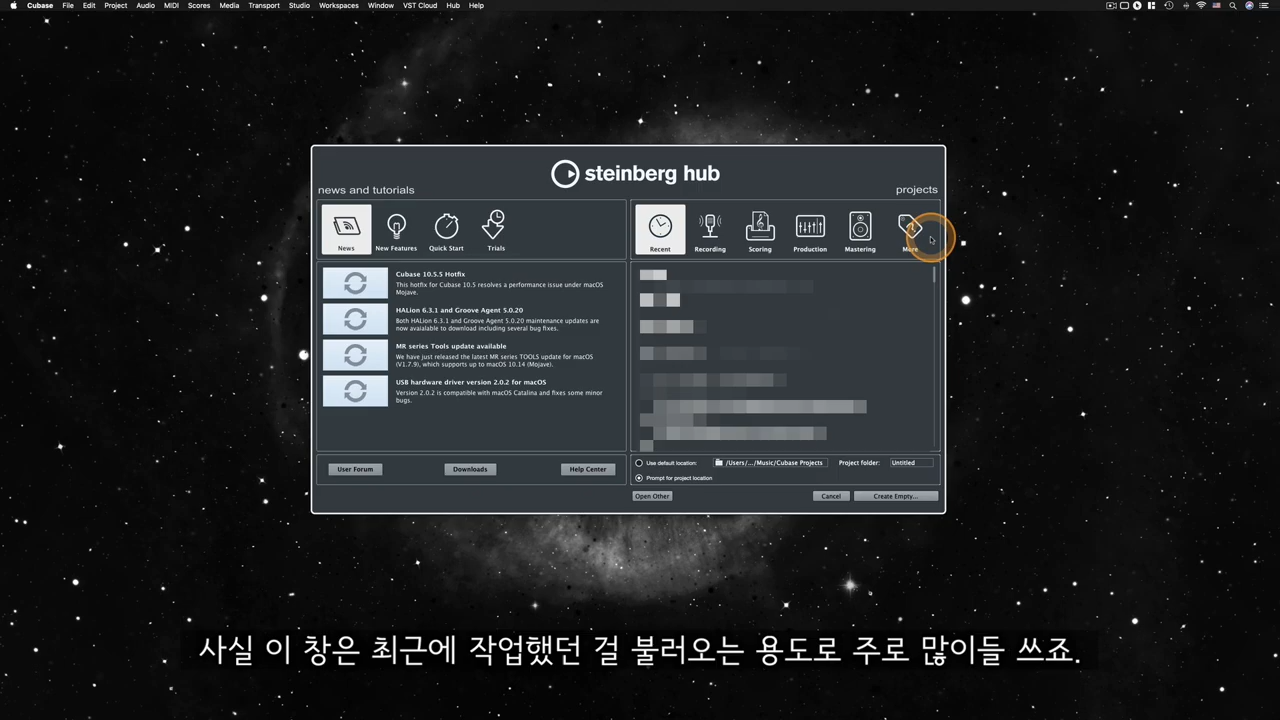 Cubase File Edit Project Audio MIDI Scores Media Transport Studio Workspaces Window VST Cloud Hub Help
steinberg hub
news and tutorials
projects
News
New Features
Quick Start
Trials
Recent
Recording
Scoring
Production
Mastering
More
Cubase 10.5.5 Hotfix
This hotfix for Cubase 10.5 resolves a performance issue under macOS
Mojave.
HALion 6.3.1 and Groove Agent 5.0.20
Both HALion 6.3.1 and Groove Agent 5.0.20 maintenance updates are
now avaialable to download including several bug fixes.
MR series Tools update available
We have just released the latest MR series TOOLS update for macOS
(V1.7.9), which supports up to macOS 10.14 (Mojave).
USB hardware driver version 2.0.2 for macOS
Version 2.0.2 is compatible with macOS Catalina and fixes some minor
bugs.
User Forum
Downloads
Help Center
Use default location:
/Users/.../Music/Cubase Projects
Project folder:
Untitled
Prompt for project location
Open Other
Cancel
Create Empty...
사실 이 창은 최근에 작업했던 걸 불러오는 용도로 주로 많이들 쓰죠.